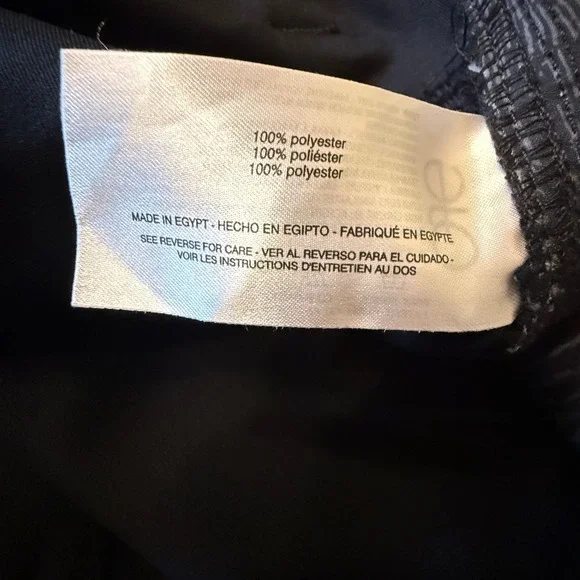 100% polyester
100% poliéster
100% polyester
MADE IN EGYPT - HECHO EN EGIPTO - FABRIQUÉ EN EGYPTE
SEE REVERSE FOR CARE - VER AL REVERSO PARA EL CUIDADO -
VOIR LES INSTRUCTIONS D'ENTRETIEN AU DOS